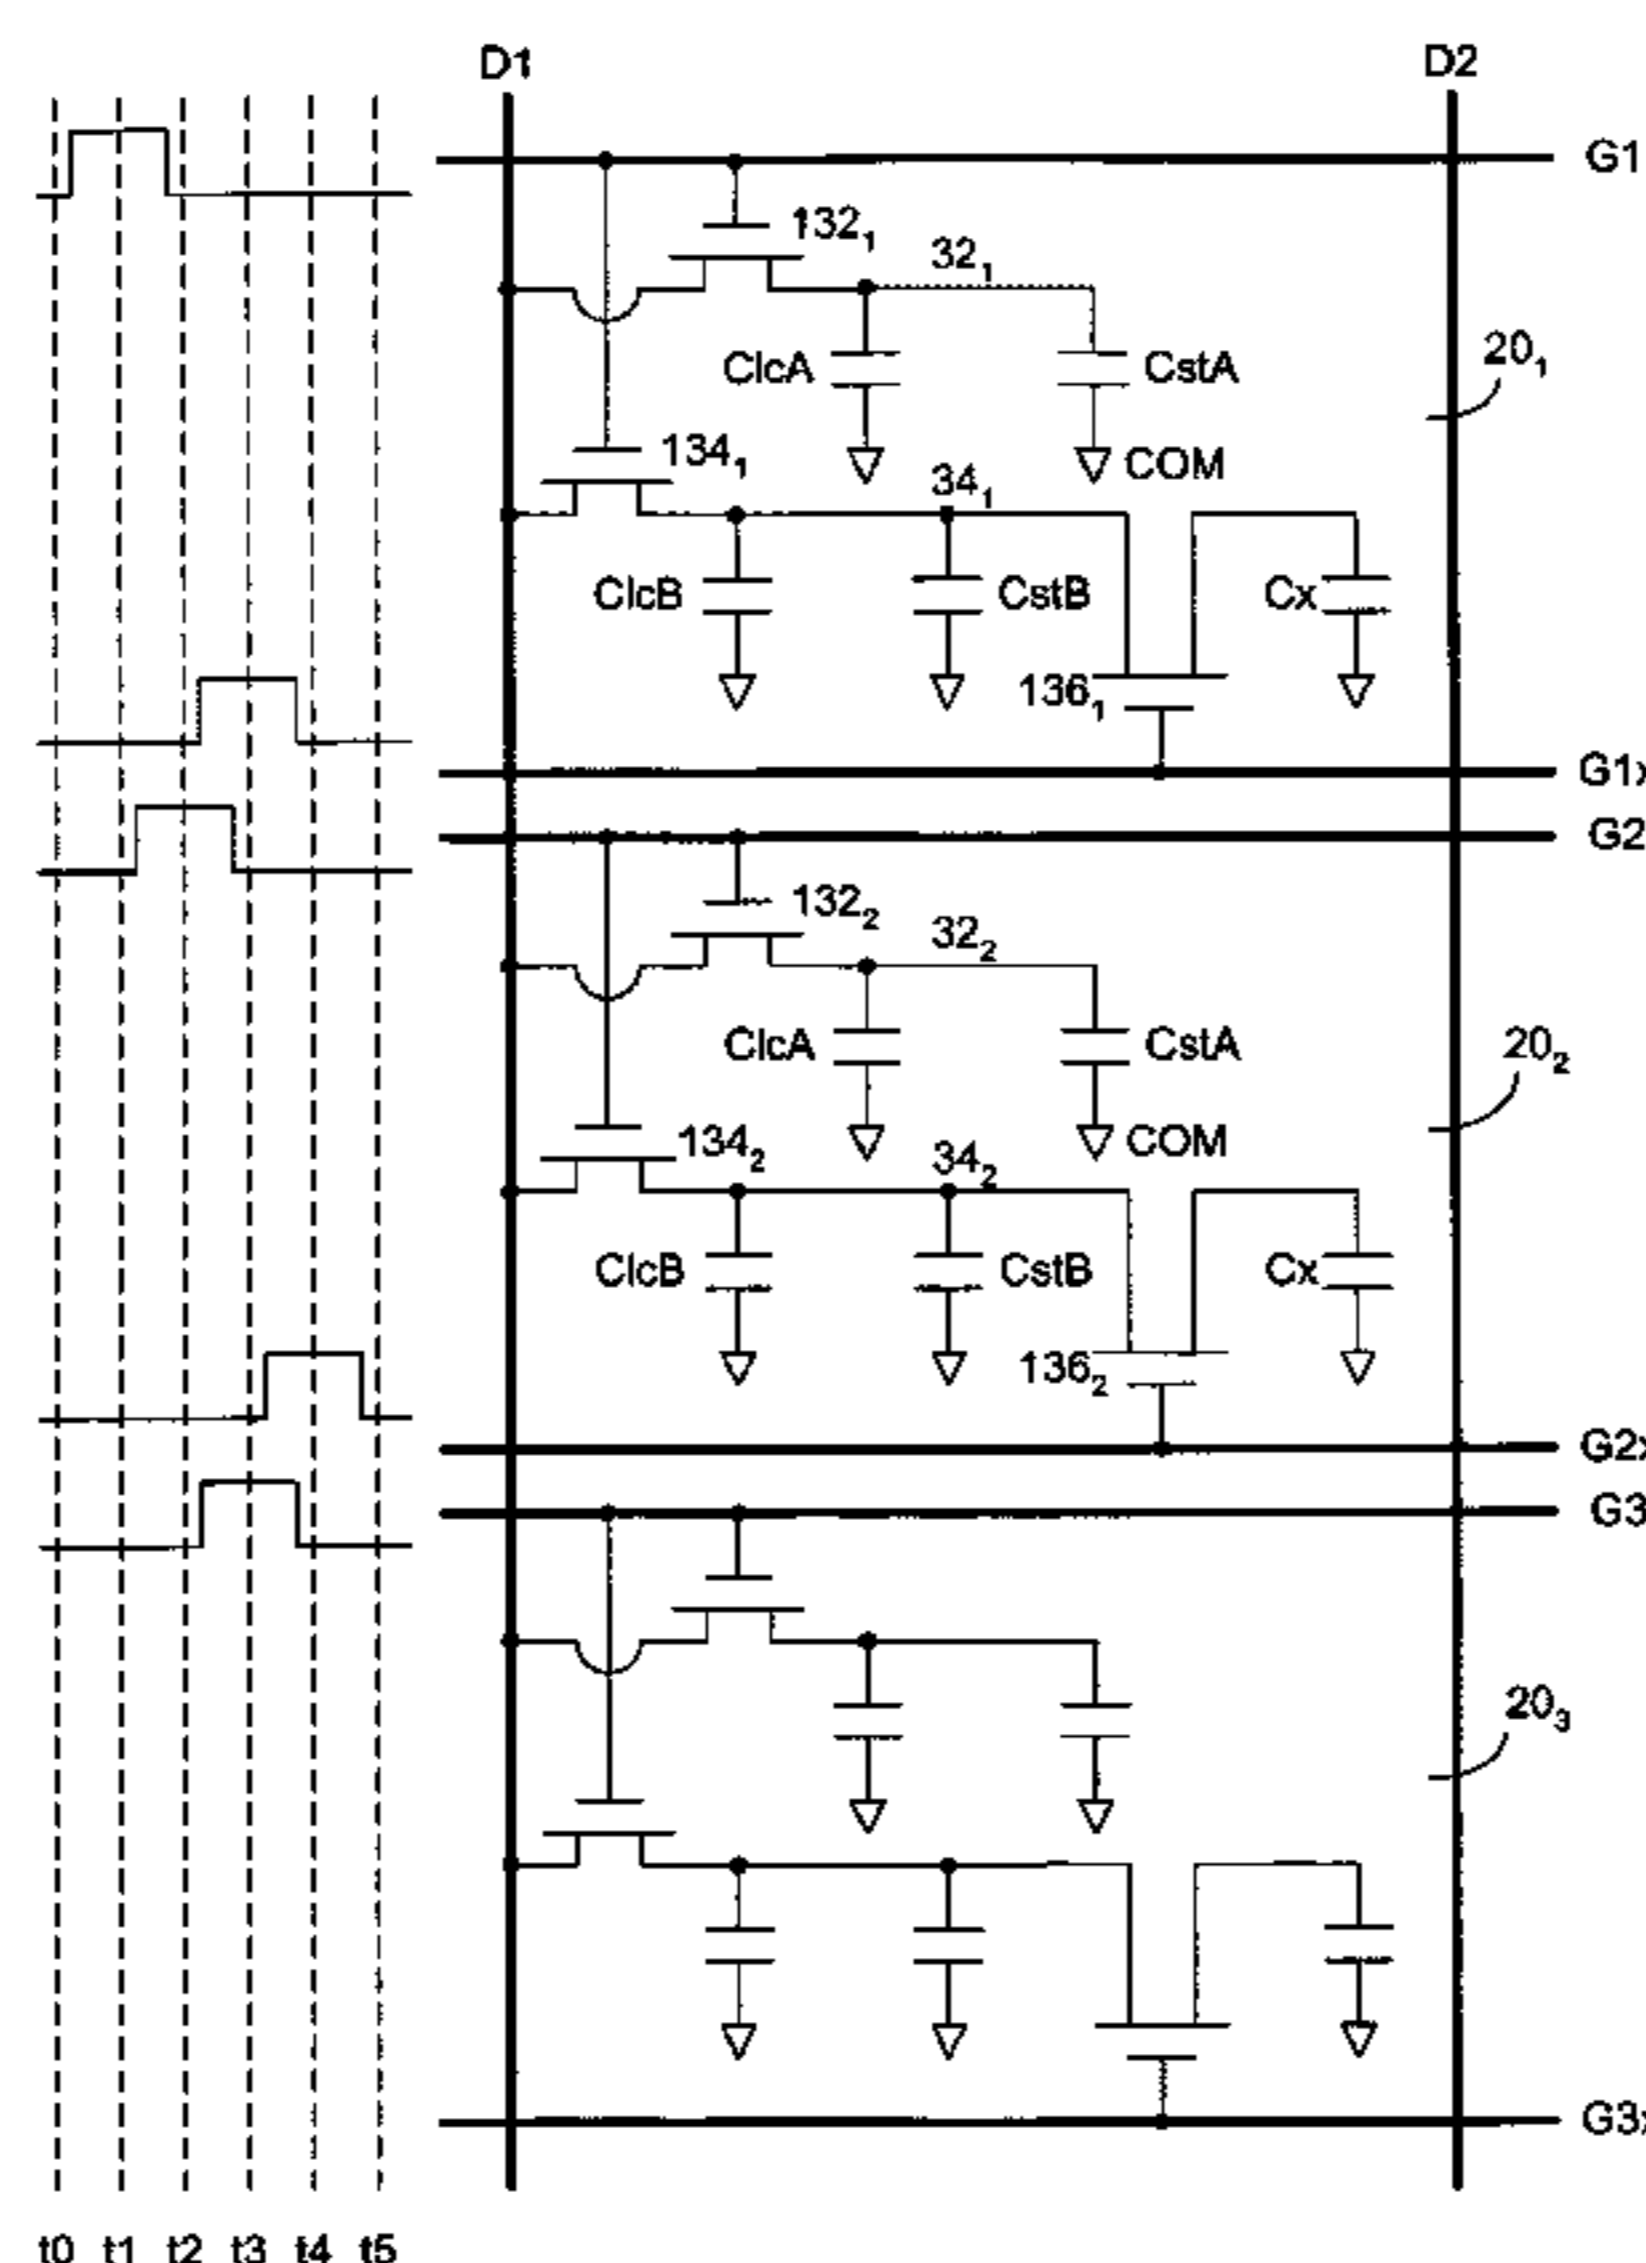 D1 D2
G1
132₁
32₁
20₁
ClcA CstA
134₁
COM
34₁
ClcB CstB Cx
136₁
G1x
G2
132₂
32₂
20₂
ClcA CstA
134₂
COM
34₂
ClcB CstB Cx
136₂
G2x
G3
20₃
G3x
t0 t1 t2 t3 t4 t5